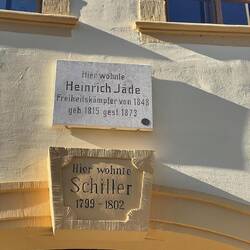 Hier wohnte
Heinrich Jäde
Freiheitskämpfer von 1848
geb. 1815 gest. 1873
Hier wohnte
Schiller
1799 - 1802